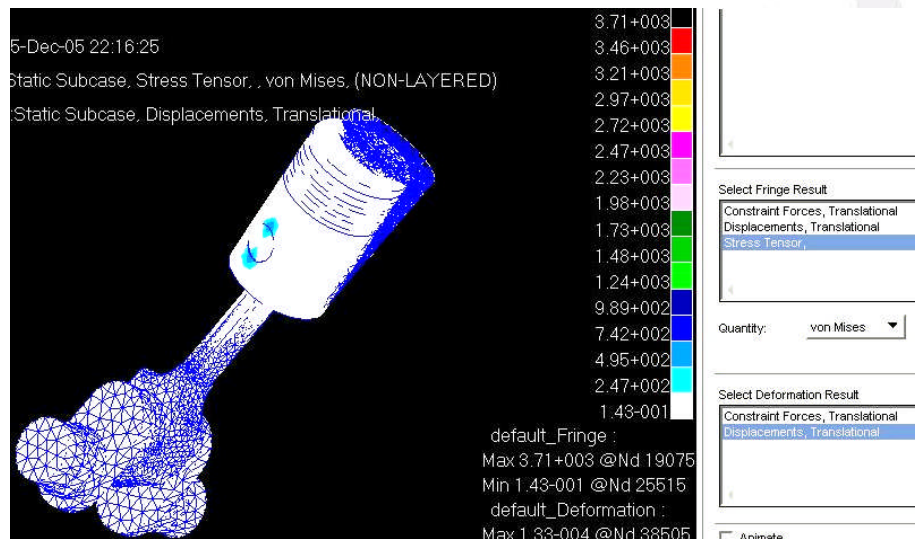 5-Dec-05 22:16:25
Static Subcase, Stress Tensor, , von Mises, (NON-LAYERED)
:Static Subcase, Displacements, Translational,
3.71+003
3.46+003
3.21+003
2.97+003
2.72+003
2.47+003
2.23+003
1.98+003
1.73+003
1.48+003
1.24+003
9.89+002
7.42+002
4.95+002
2.47+002
1.43-001
default_Fringe :
Max 3.71+003 @Nd 19075
Min 1.43-001 @Nd 25515
default_Deformation :
Max 1.33-004 @Nd 38505
Select Fringe Result
Constraint Forces, Translational
Displacements, Translational
Stress Tensor,
Quantity: von Mises
Select Deformation Result
Constraint Forces, Translational
Displacements, Translational
Animate